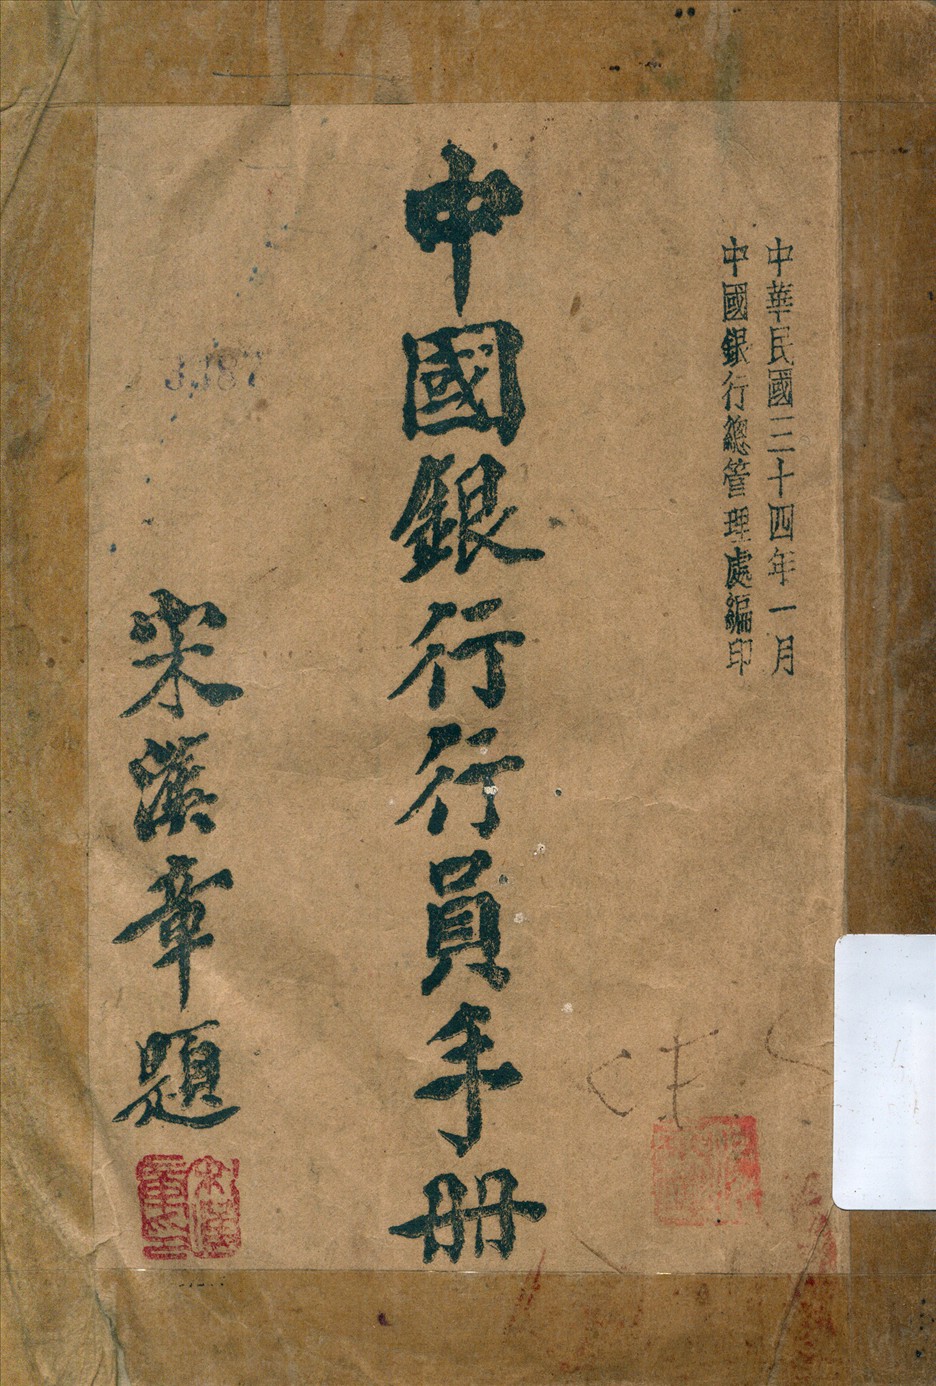 中華民國三十四年一月
中國銀行總管理處編印
中國銀行行員手冊
宋漢章題